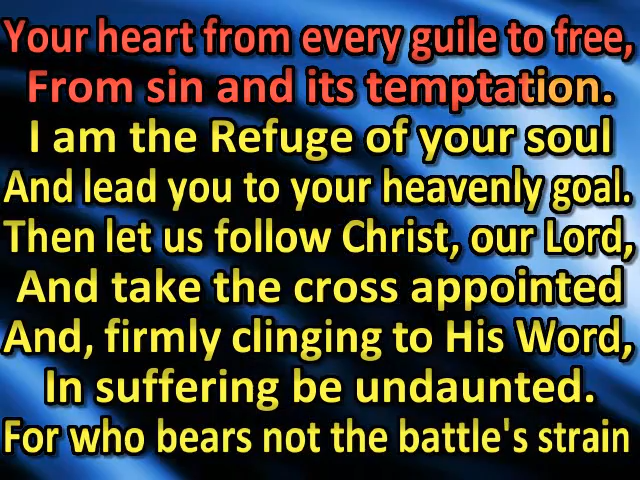 Your heart from every guile to free,
From sin and its temptation.
I am the Refuge of your soul
And lead you to your heavenly goal.
Then let us follow Christ, our Lord,
And take the cross appointed
And, firmly clinging to His Word,
In suffering be undaunted.
For who bears not the battle's strain